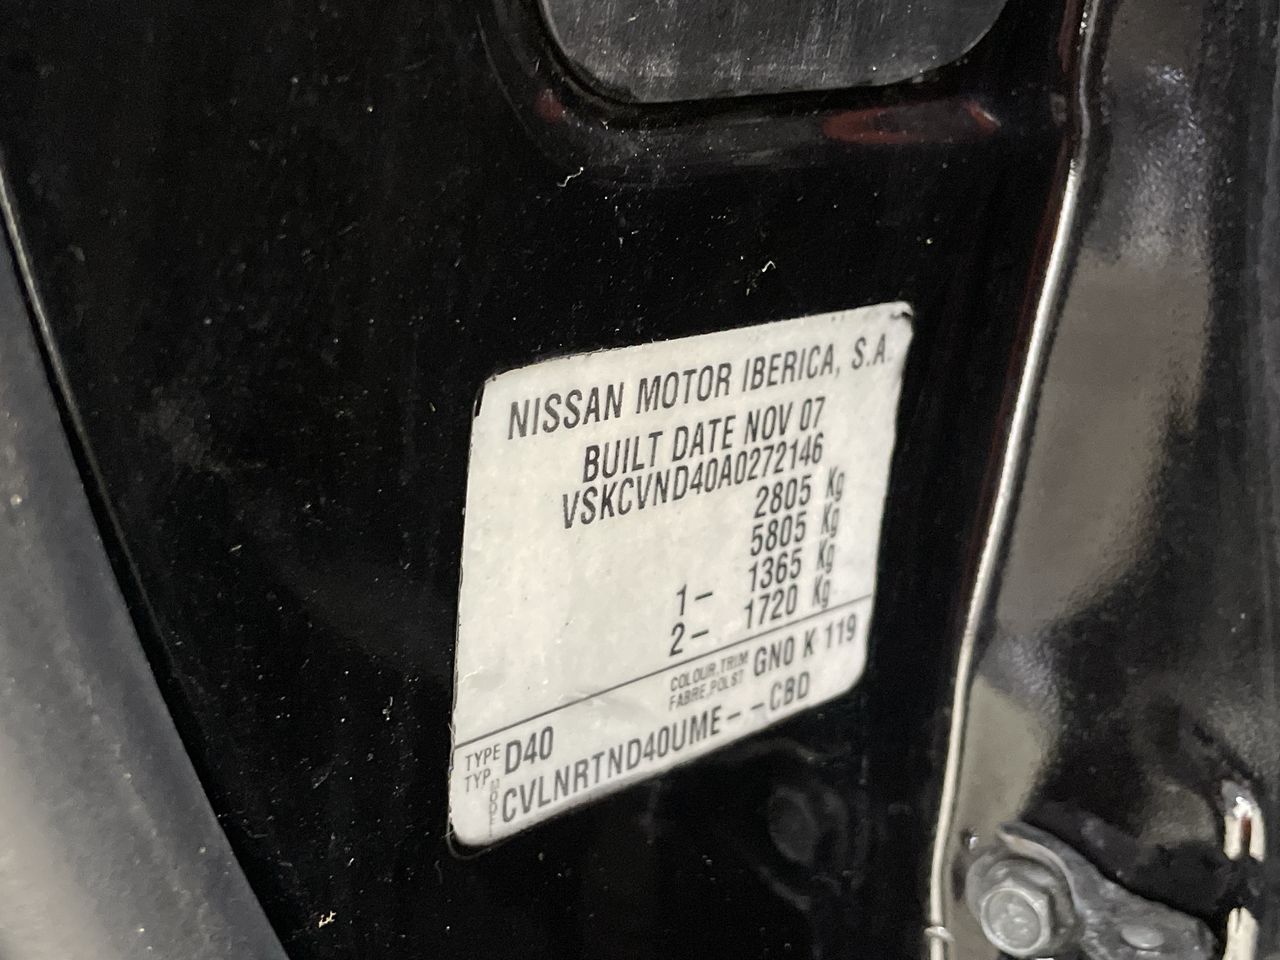 NISSAN MOTOR IBERICA, S.A.
BUILT DATE NOV 07
VSKCVND40A0272146
2805 Kg
5805 Kg
1- 1365 Kg
2- 1720 Kg
COLOUR,TRIM GN0 K 119
FABRE,POLST
TYPE D40
TYP
MODEL CVLNRTND40UME--CBD